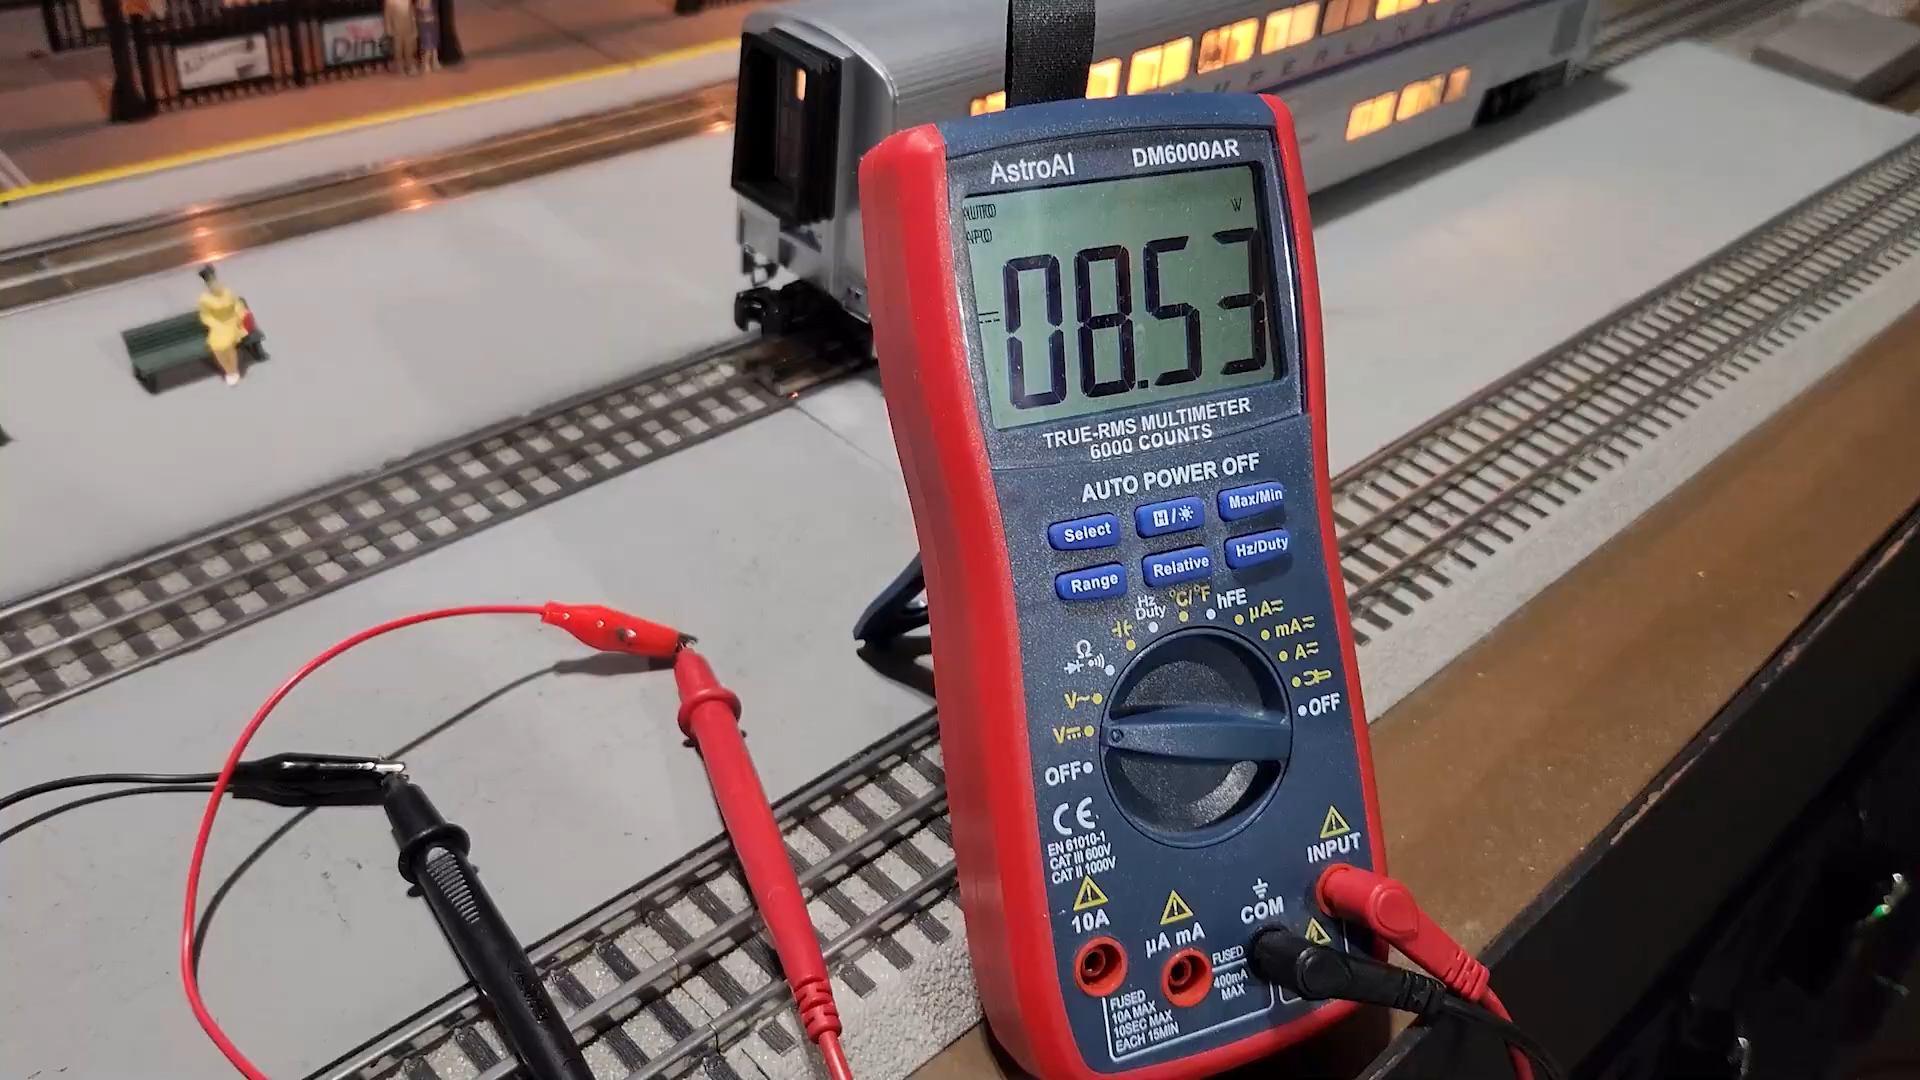 Diner
SUPERLINER
AstroAI DM6000AR
AUTO V
APO
08.53
TRUE-RMS MULTIMETER
6000 COUNTS
AUTO POWER OFF
Select H/ Max/Min
Range Relative Hz/Duty
Hz
Duty
°C/°F
hFE
µA
mA
A
Ω
V~
V
OFF
OFF
CE
EN 61010-1
CAT III 600V
CAT II 1000V
INPUT
10A
µA mA
COM
FUSED
400mA
MAX
FUSED
10A MAX
10SEC MAX
EACH 15MIN